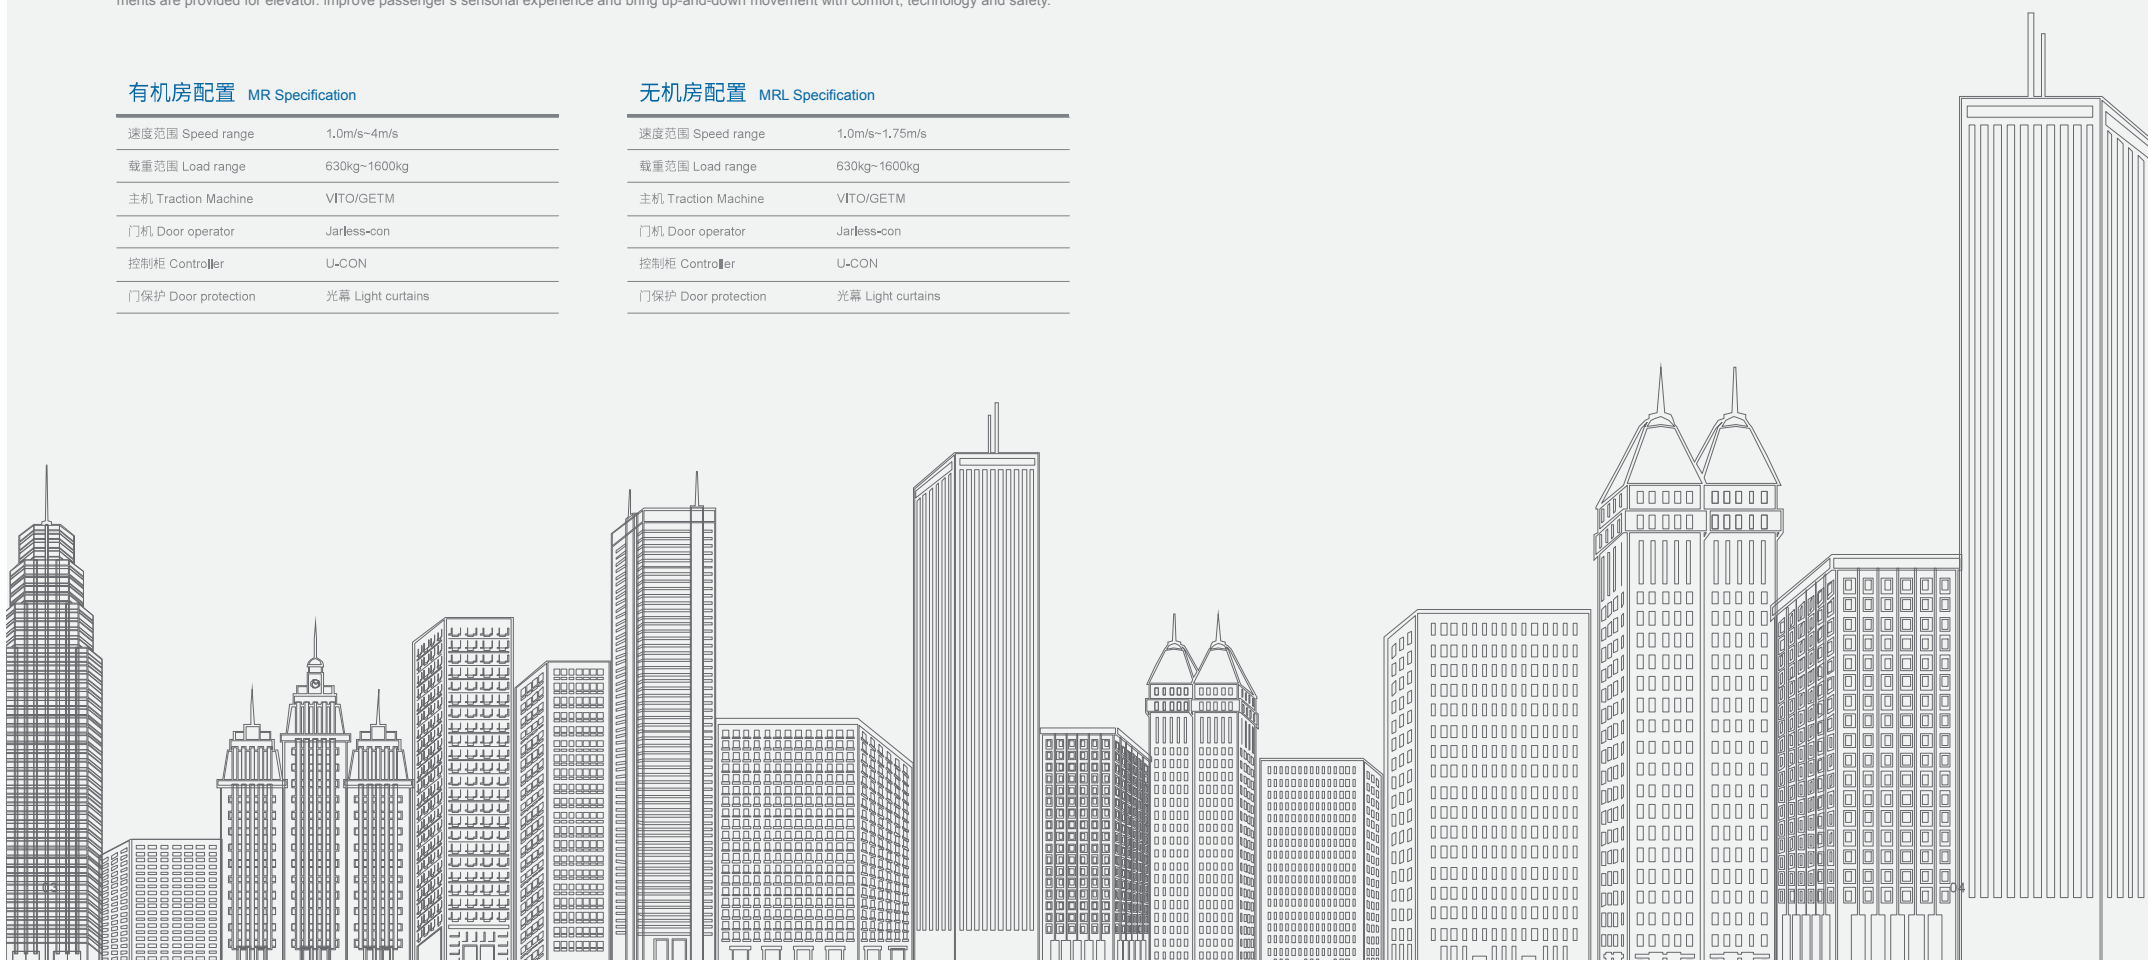 ments are provided for elevator. Improve passenger's sensorial experience and bring up-and-down movement with comfort, technology and safety.
有机房配置 MR Specification
速度范围 Speed range 1.0m/s~4m/s
载重范围 Load range 630kg~1600kg
主机 Traction Machine VITO/GETM
门机 Door operator Jarless-con
控制柜 Controller U-CON
门保护 Door protection 光幕 Light curtains
无机房配置 MRL Specification
速度范围 Speed range 1.0m/s~1.75m/s
载重范围 Load range 630kg~1600kg
主机 Traction Machine VITO/GETM
门机 Door operator Jarless-con
控制柜 Controller U-CON
门保护 Door protection 光幕 Light curtains
03
04